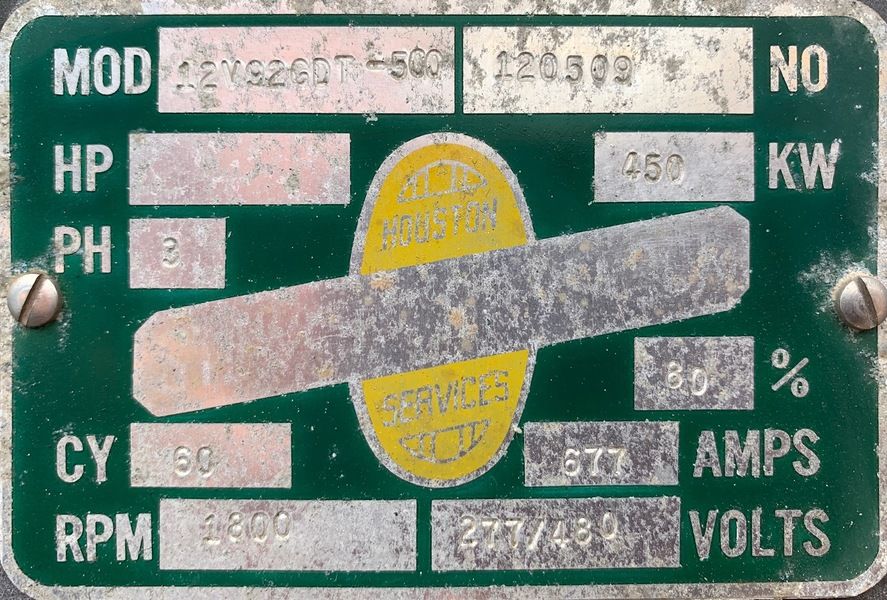 MOD 12V92GDT-500 120509 NO
HP 450 KW
PH 3
HOUSTON
SERVICES
80 %
CY 60 677 AMPS
RPM 1800 277/480 VOLTS